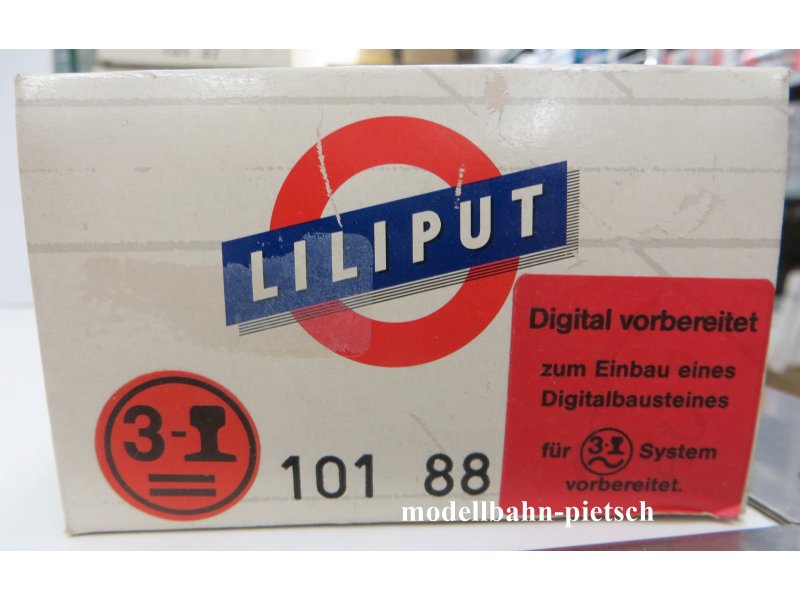 LILIPUT
Digital vorbereitet
zum Einbau eines
Digitalbausteines
für 3- System
vorbereitet.
3-
101 88
modellbahn-pietsch